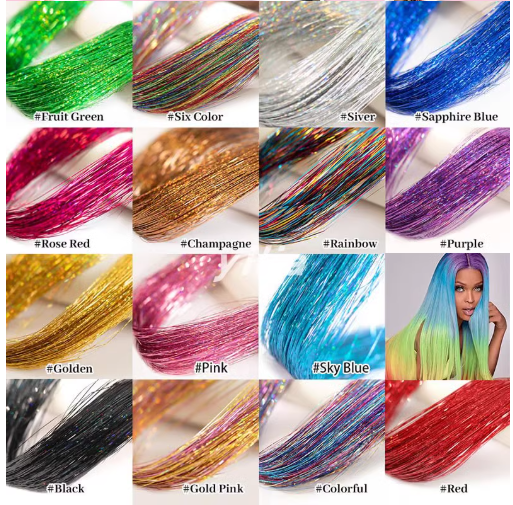 #Fruit Green
#Six Color
#Siver
#Sapphire Blue
#Rose Red
#Champagne
#Rainbow
#Purple
#Golden
#Pink
#Sky Blue
#Black
#Gold Pink
#Colorful
#Red